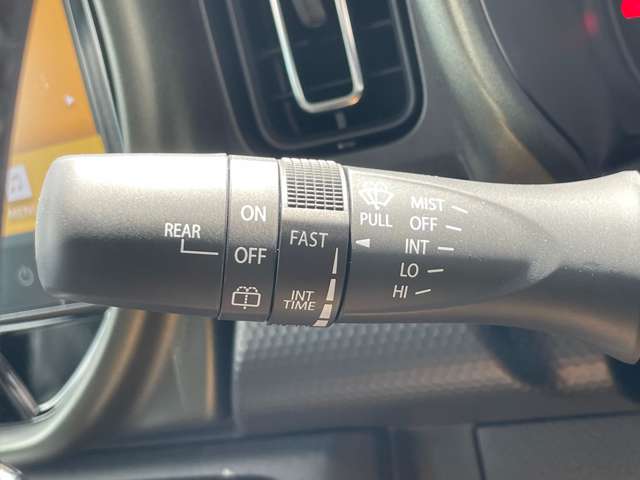 REAR
ON
OFF
FAST
INT
TIME
PULL
MIST
OFF
INT
LO
HI